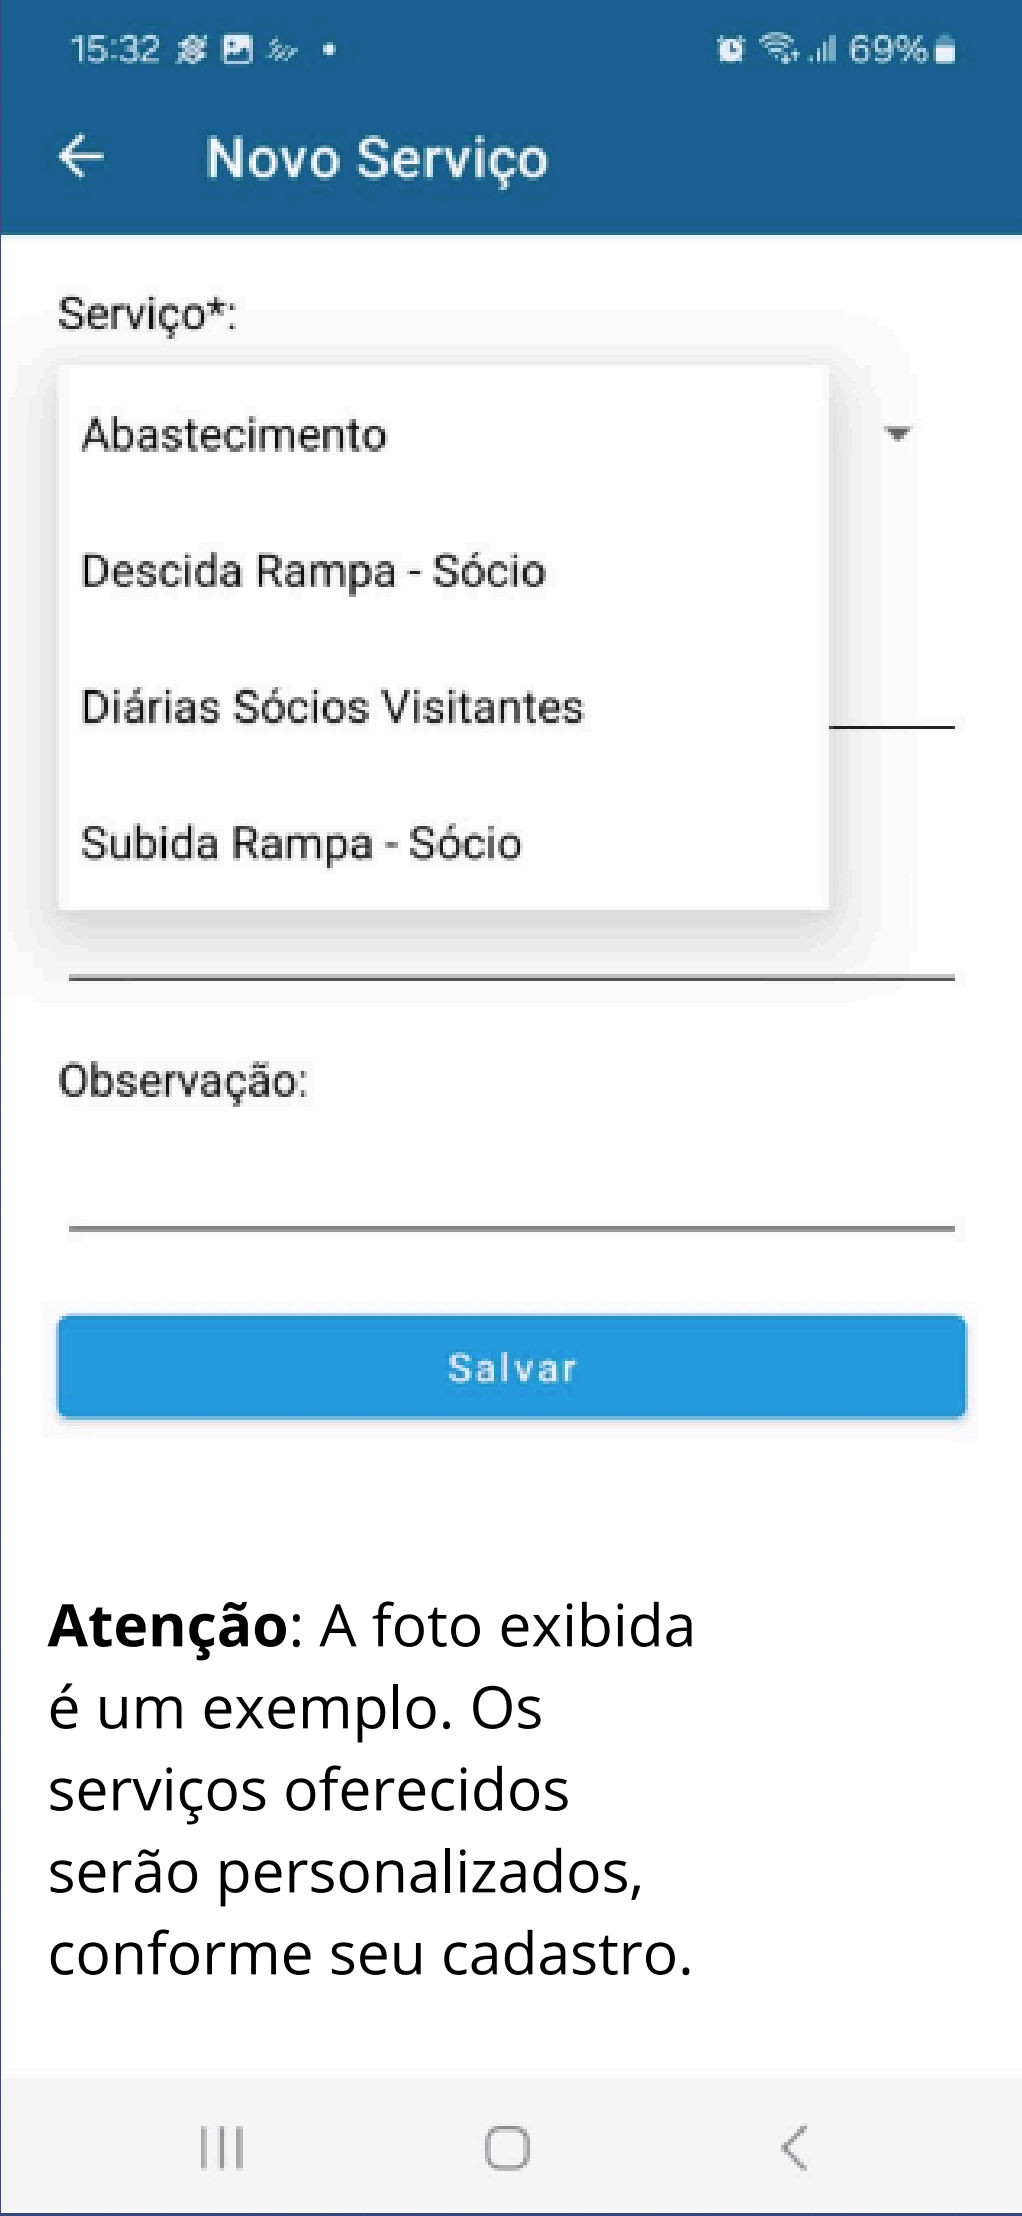 15:32 69%
Novo Serviço
Serviço*:
Abastecimento
Descida Rampa - Sócio
Diárias Sócios Visitantes
Subida Rampa - Sócio
Observação:
Salvar
Atenção: A foto exibida
é um exemplo. Os
serviços oferecidos
serão personalizados,
conforme seu cadastro.